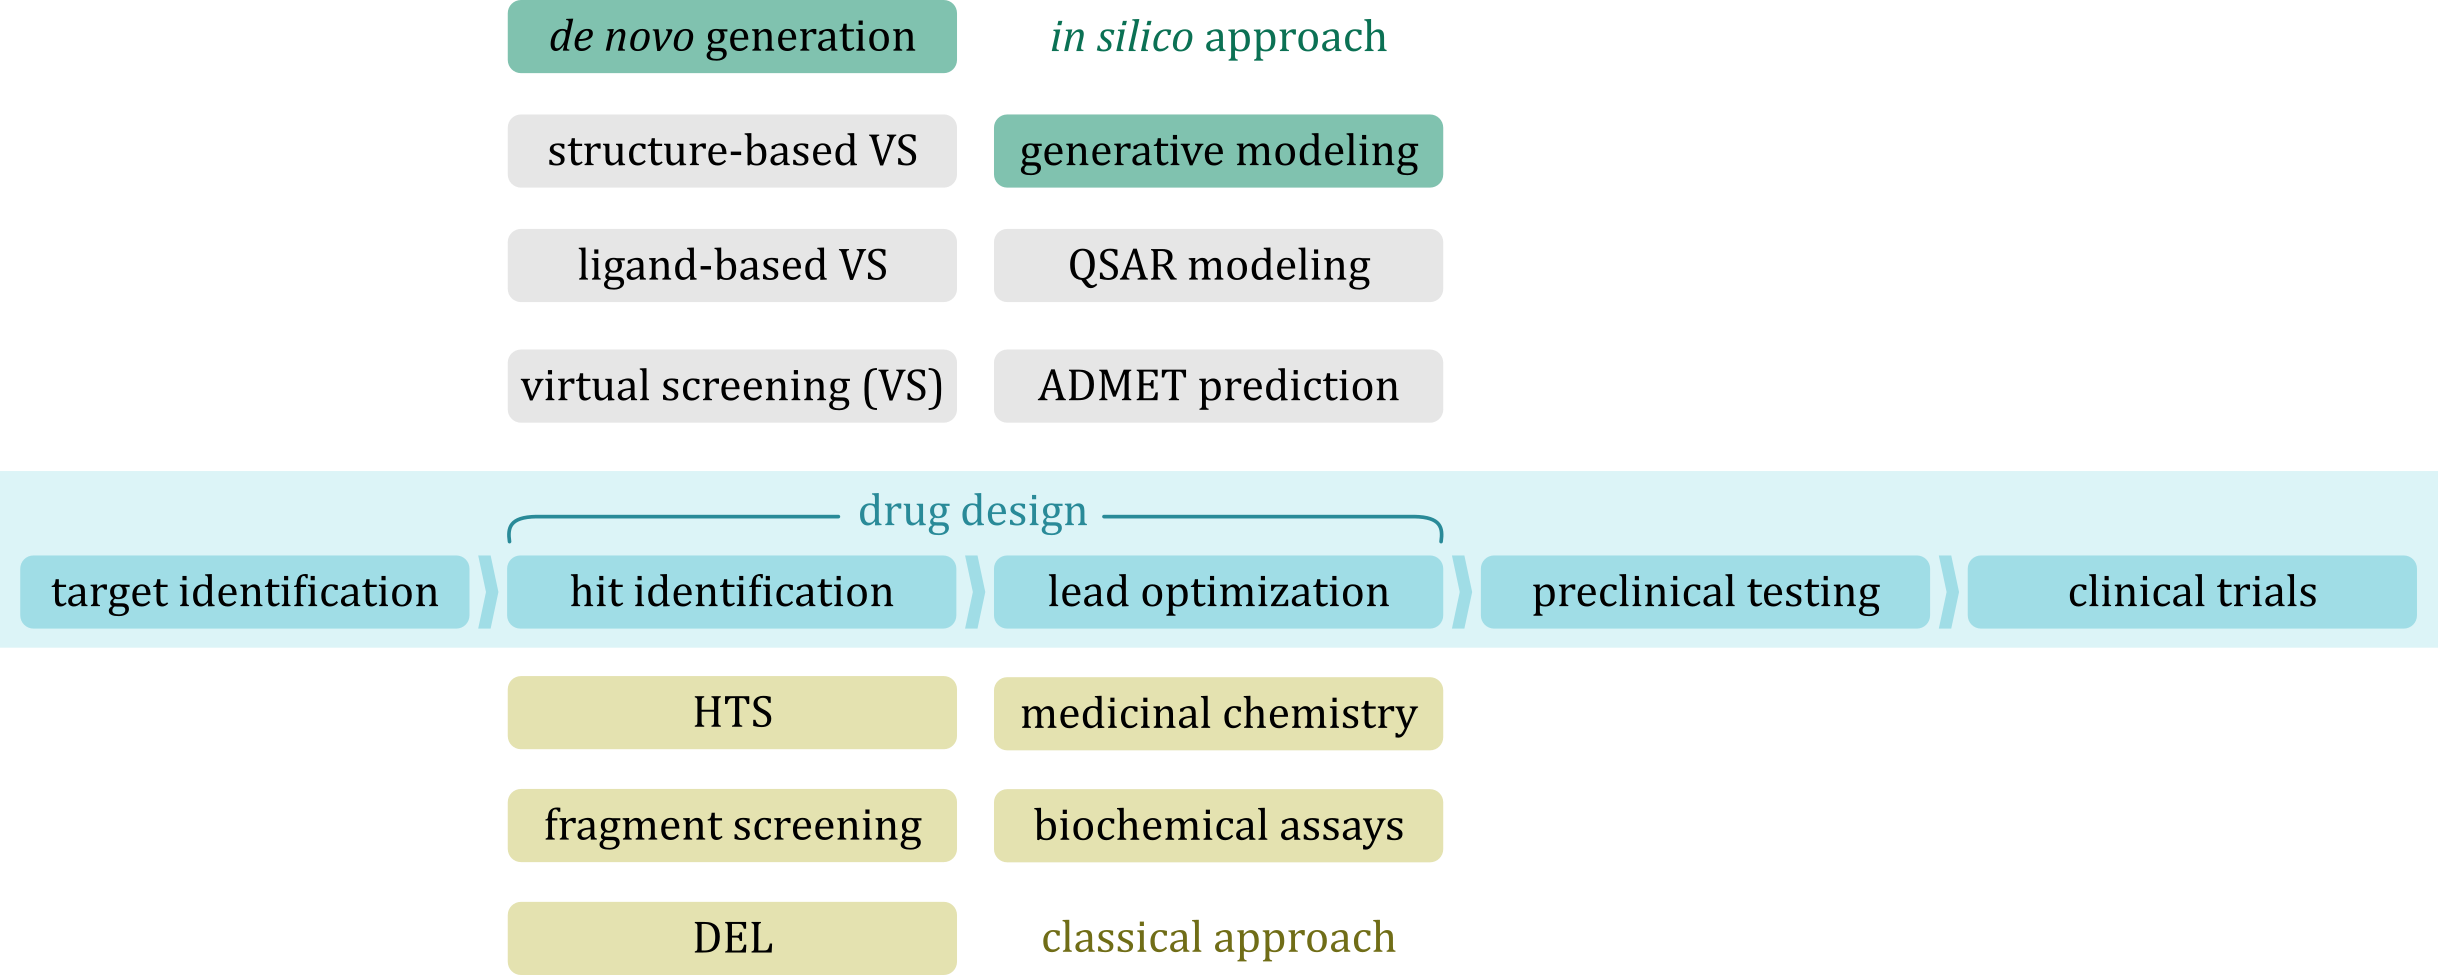 de novo generation
in silico approach
structure-based VS
generative modeling
ligand-based VS
QSAR modeling
virtual screening (VS)
ADMET prediction
drug design
target identification
hit identification
lead optimization
preclinical testing
clinical trials
HTS
medicinal chemistry
fragment screening
biochemical assays
DEL
classical approach